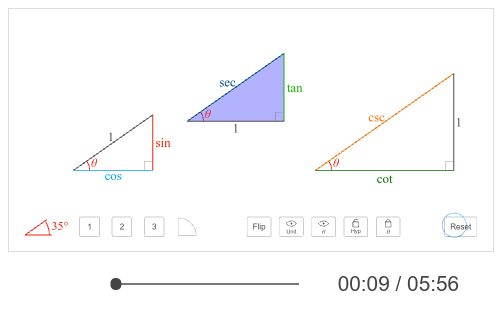 sec
tan
θ
1
1
sin
θ
cos
csc
1
θ
cot
35°
1 2 3 Flip Unit θ Hyp θ Reset
00:09 / 05:56